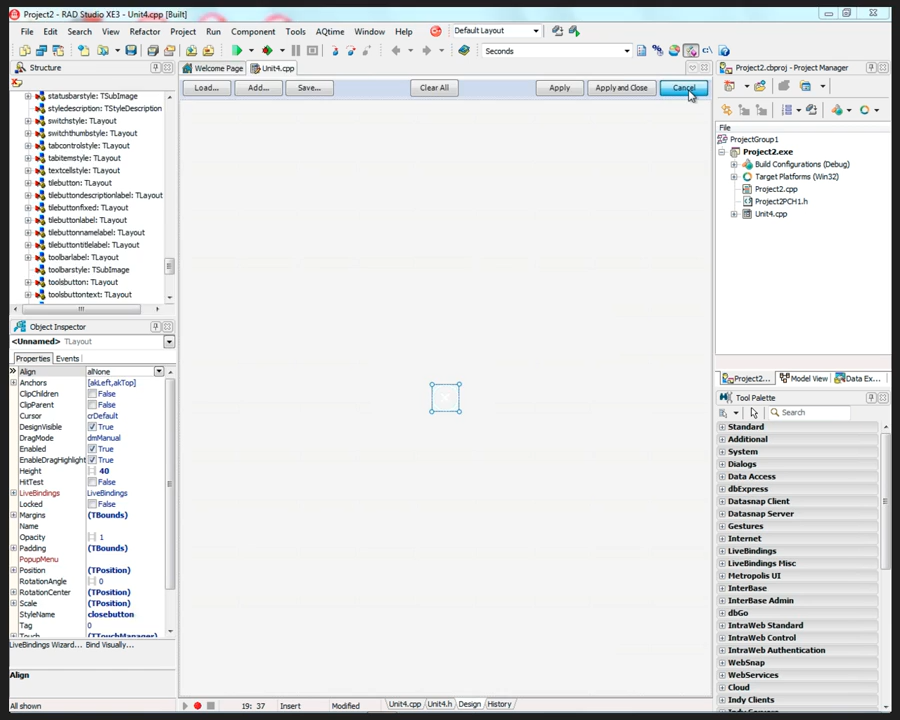 Project2 - RAD Studio XE3 - Unit4.cpp [Built]
File Edit Search View Refactor Project Run Component Tools AQtime Window Help Default Layout
Seconds
Structure
statusbarstyle: TSubImage
styledescription: TStyleDescription
switchstyle: TLayout
switchthumbstyle: TLayout
tabcontrolstyle: TLayout
tabitemstyle: TLayout
textcellstyle: TLayout
tilebutton: TLayout
tilebuttondescriptionlabel: TLayout
tilebuttonfixed: TLayout
tilebuttonlabel: TLayout
tilebuttonnamelabel: TLayout
tilebuttontitlelabel: TLayout
toolbarlabel: TLayout
toolbarstyle: TSubImage
toolsbutton: TLayout
toolsbuttontext: TLayout
Object Inspector
<Unnamed> TLayout
Properties Events
Align alNone
Anchors [akLeft,akTop]
ClipChildren False
ClipParent False
Cursor crDefault
DesignVisible True
DragMode dmManual
Enabled True
EnableDragHighlight True
Height 40
HitTest False
LiveBindings LiveBindings
Locked False
Margins (TBounds)
Name
Opacity 1
Padding (TBounds)
PopupMenu
Position (TPosition)
RotationAngle 0
RotationCenter (TPosition)
Scale (TPosition)
StyleName closebutton
Tag 0
Touch (TTouchManager)
LiveBindings Wizard... Bind Visually...
Align
All shown
Welcome Page Unit4.cpp
Load... Add... Save... Clear All Apply Apply and Close Cancel
19: 37 Insert Modified Unit4.cpp Unit4.h Design History
Project2.cbproj - Project Manager
File
ProjectGroup1
Project2.exe
Build Configurations (Debug)
Target Platforms (Win32)
Project2.cpp
Project2PCH1.h
Unit4.cpp
Project2... Model View Data Ex...
Tool Palette
Search
Standard
Additional
System
Dialogs
Data Access
dbExpress
Datasnap Client
Datasnap Server
Gestures
Internet
LiveBindings
LiveBindings Misc
Metropolis UI
InterBase
InterBase Admin
dbGo
IntraWeb Standard
IntraWeb Control
IntraWeb Authentication
WebSnap
WebServices
Cloud
Indy Clients
Indy Servers